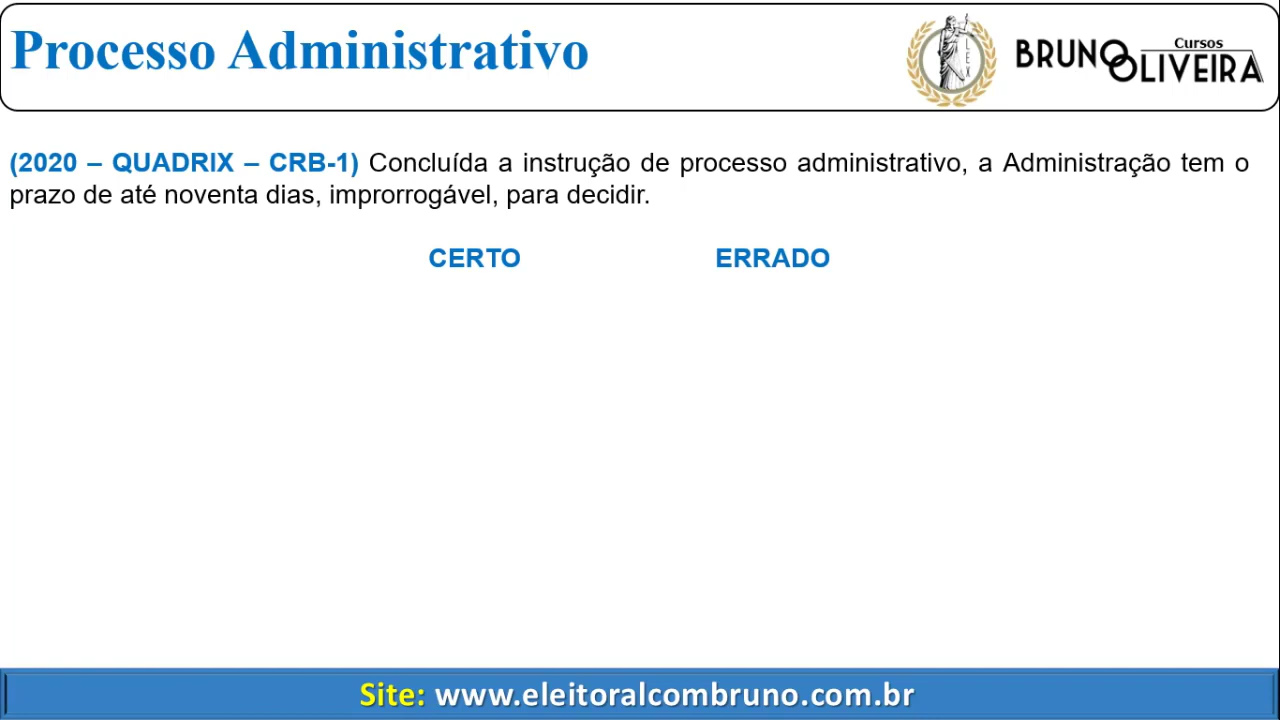 Processo Administrativo
LEX
BRUNO Cursos
OLIVEIRA
(2020 – QUADRIX – CRB-1) Concluída a instrução de processo administrativo, a Administração tem o
prazo de até noventa dias, improrrogável, para decidir.
CERTO ERRADO
Site: www.eleitoralcombruno.com.br